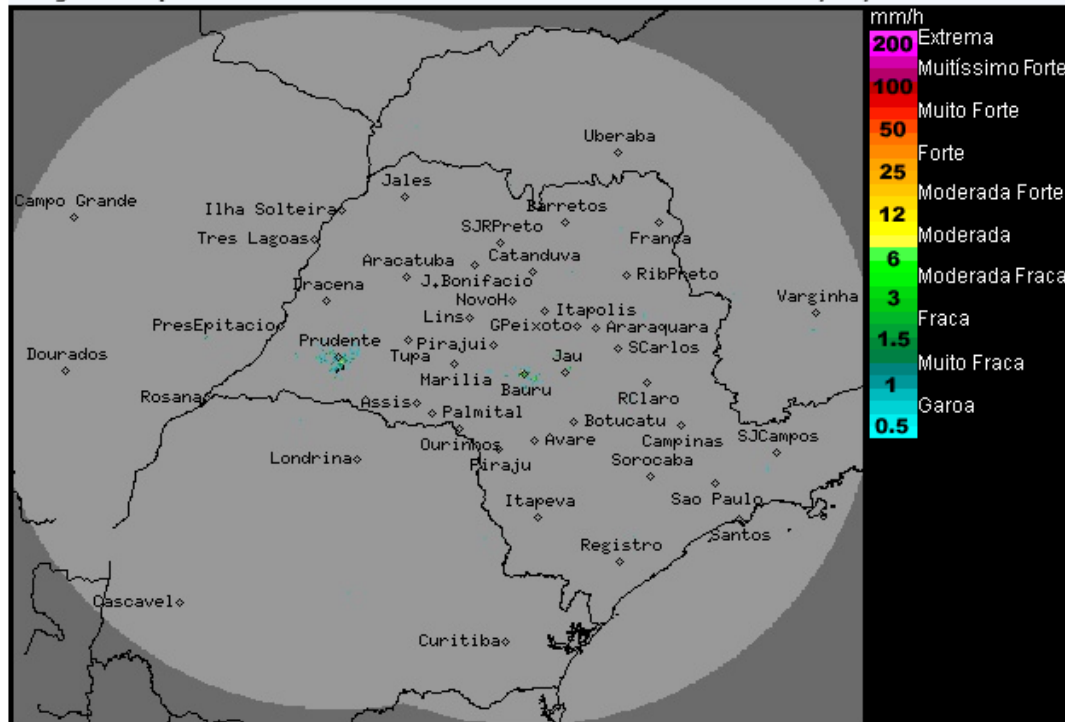 mm/h
200 Extrema
Muitíssimo Forte
100
Muito Forte
50
Forte
25
Moderada Forte
12
Moderada
6
Moderada Fraca
3
Fraca
1.5
Muito Fraca
1
Garoa
0.5
Uberaba
Jales
Campo Grande
Ilha Solteira
Barretos
Tres Lagoas
SJRPreto
Franca
Aracatuba
Catanduva
J.Bonifacio
RibPreto
Dracena
NovoH
Varginha
Lins
Itapolis
PresEpitacio
GPeixoto
Araraquara
Prudente
Pirajui
SCarlos
Dourados
Tupa
Jau
Marilia
Bauru
Rosana
Assis
RClaro
Palmital
Botucatu
Ourinhos
Avare
Campinas
SJCampos
Londrina
Piraju
Sorocaba
Itapeva
Sao Paulo
Santos
Registro
Cascavel
Curitiba